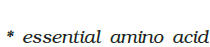 * essential amino acid